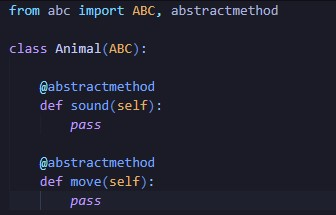 from abc import ABC, abstractmethod
class Animal(ABC):
    @abstractmethod
    def sound(self):
        pass
    @abstractmethod
    def move(self):
        pass